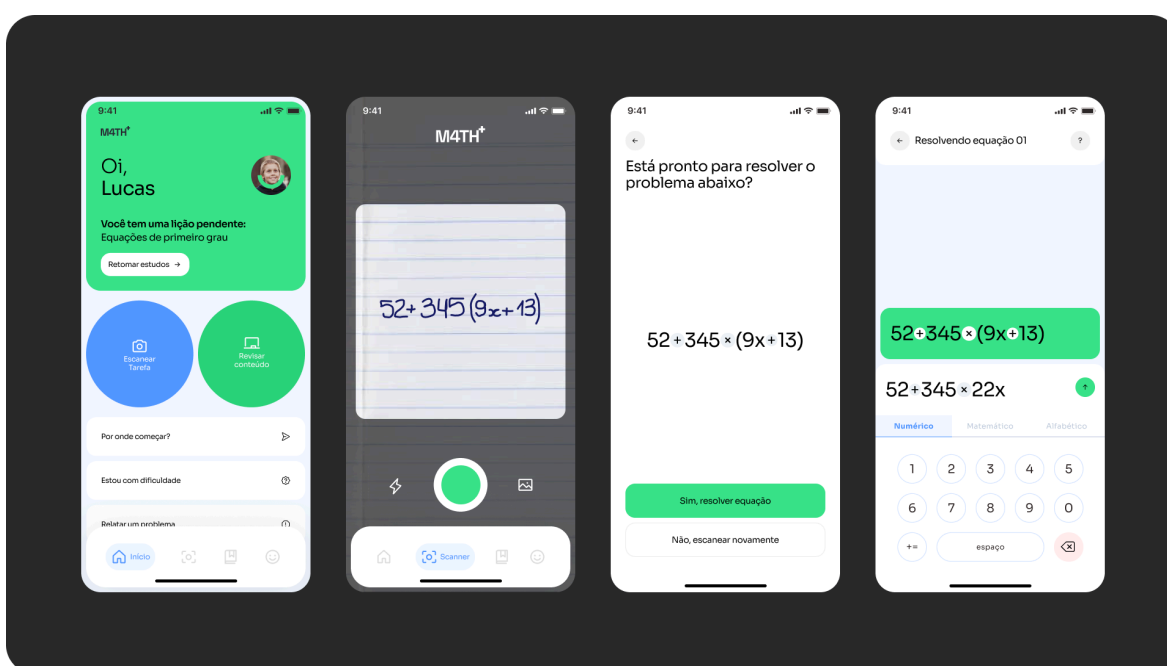 9:41
M4TH+
Oi,
Lucas
Você tem uma lição pendente:
Equações de primeiro grau
Retomar estudos →
Escanear
Tarefa
Revisar
conteúdo
Por onde começar?
Estou com dificuldade
Relatar um problema
Início
9:41
M4TH+
52+345(9x+13)
Scanner
9:41
←
Está pronto para resolver o
problema abaixo?
52+345×(9x+13)
Sim, resolver equação
Não, escanear novamente
9:41
← Resolvendo equação 01 ?
52+345×(9x+13)
52+345×22x ↑
Numérico Matemático Alfabético
1 2 3 4 5
6 7 8 9 0
+= espaço